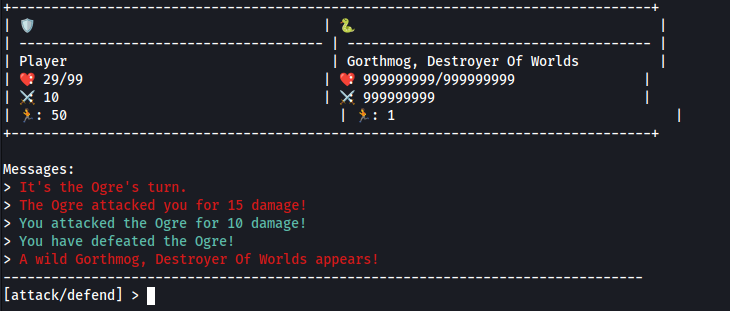 +------------------------------------------------------------------------------+
| 🛡️ | 🐍 |
| ------------------------------------- | ------------------------------------- |
| Player | Gorthmog, Destroyer Of Worlds |
| 💔 29/99 | 💔 999999999/999999999 |
| ⚔️ 10 | ⚔️ 999999999 |
| 🏃: 50 | 🏃: 1 |
+------------------------------------------------------------------------------+
Messages:
> It's the Ogre's turn.
> The Ogre attacked you for 15 damage!
> You attacked the Ogre for 10 damage!
> You have defeated the Ogre!
> A wild Gorthmog, Destroyer Of Worlds appears!
------------------------------------------------------------------------------
[attack/defend] >